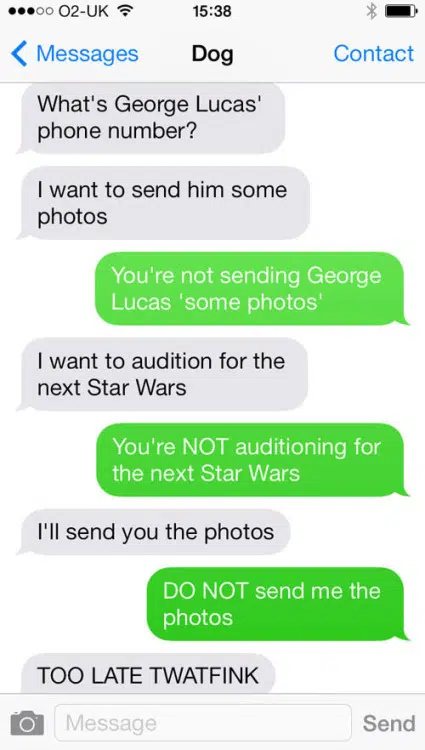 O2-UK 15:38
Messages Dog Contact
What's George Lucas'
phone number?
I want to send him some
photos
You're not sending George
Lucas 'some photos'
I want to audition for the
next Star Wars
You're NOT auditioning for
the next Star Wars
I'll send you the photos
DO NOT send me the
photos
TOO LATE TWATFINK
Message Send